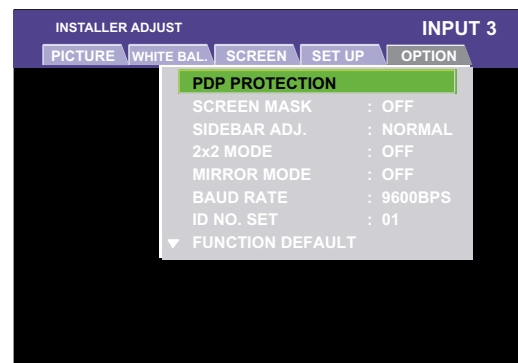 INSTALLER ADJUST INPUT 3
PICTURE WHITE BAL. SCREEN SET UP OPTION
PDP PROTECTION
SCREEN MASK : OFF
SIDEBAR ADJ. : NORMAL
2x2 MODE : OFF
MIRROR MODE : OFF
BAUD RATE : 9600BPS
ID NO. SET : 01
▼ FUNCTION DEFAULT